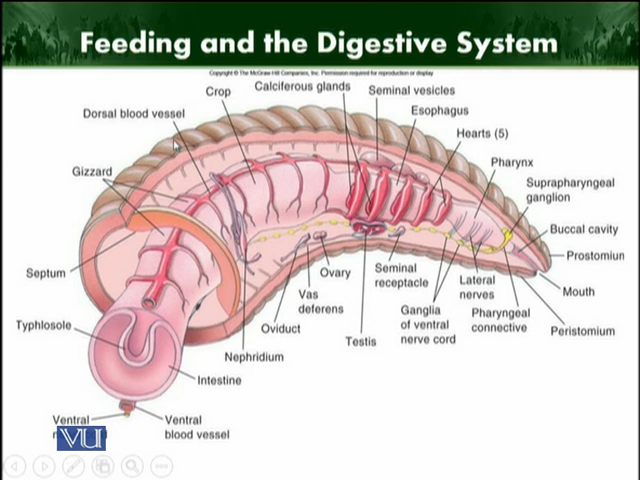 Feeding and the Digestive System
Copyright © The McGraw-Hill Companies, Inc. Permission required for reproduction or display
Crop
Calciferous glands
Seminal vesicles
Dorsal blood vessel
Esophagus
Hearts (5)
Gizzard
Pharynx
Suprapharyngeal
ganglion
Buccal cavity
Prostomiun
Septum
Mouth
Ovary
Seminal
receptacle
Lateral
nerves
Vas
deferens
Typhlosole
Oviduct
Testis
Ganglia
of ventral
nerve cord
Pharyngeal
connective
Peristomium
Nephridium
Intestine
Ventral
Ventral
blood vessel
VU